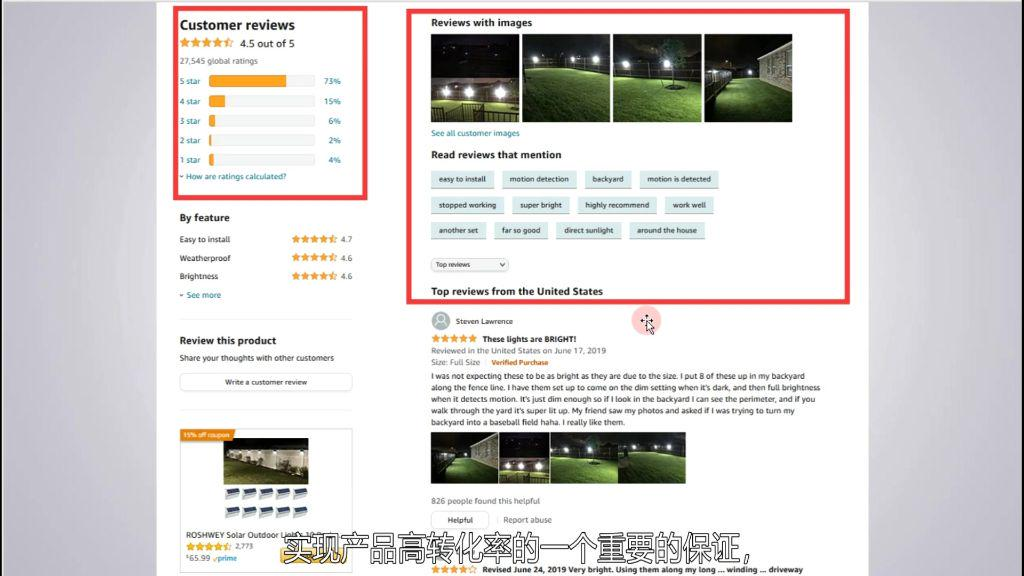 Customer reviews
4.5 out of 5
27,545 global ratings
5 star 73%
4 star 15%
3 star 6%
2 star 2%
1 star 4%
How are ratings calculated?
By feature
Easy to install 4.7
Weatherproof 4.6
Brightness 4.6
See more
Review this product
Share your thoughts with other customers
Write a customer review
15% off coupon
ROSHWEY Solar Outdoor
2,773
$65.99 prime
Reviews with images
See all customer images
Read reviews that mention
easy to install motion detection backyard motion is detected
stopped working super bright highly recommend work well
another set far so good direct sunlight around the house
Top reviews
Top reviews from the United States
Steven Lawrence
These lights are BRIGHT!
Reviewed in the United States on June 17, 2019
Size: Full Size Verified Purchase
I was not expecting these to be as bright as they are due to the size. I put 8 of these up in my backyard
along the fence line. I have them set up to come on the dim setting when it's dark, and then full brightness
when it detects motion. It's just dim enough so if I look in the backyard I can see the perimeter, and if you
walk through the yard it's super lit up. My friend saw my photos and asked if I was trying to turn my
backyard into a baseball field haha. I really like them.
826 people found this helpful
Helpful Report abuse
Revised June 24, 2019 Very bright. Using them along my long ... winding ... driveway
实现产品高转化率的一个重要的保证，